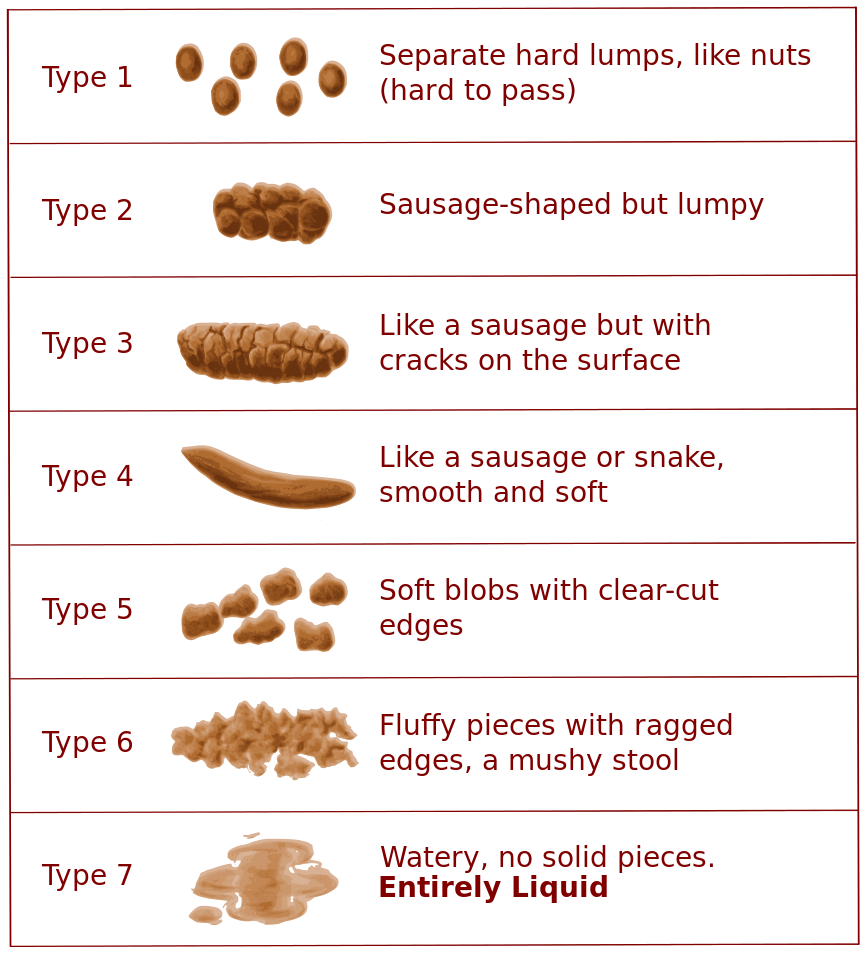 Type 1
Separate hard lumps, like nuts
(hard to pass)
Type 2
Sausage-shaped but lumpy
Type 3
Like a sausage but with
cracks on the surface
Type 4
Like a sausage or snake,
smooth and soft
Type 5
Soft blobs with clear-cut
edges
Type 6
Fluffy pieces with ragged
edges, a mushy stool
Type 7
Watery, no solid pieces.
Entirely Liquid